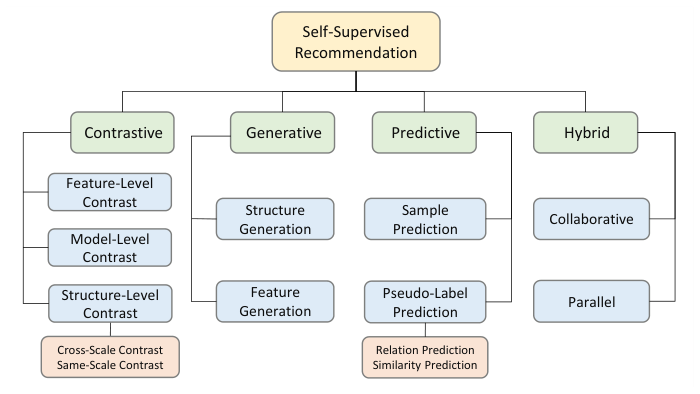 Self-Supervised
Recommendation
Contrastive
Generative
Predictive
Hybrid
Feature-Level
Contrast
Model-Level
Contrast
Structure-Level
Contrast
Cross-Scale Contrast
Same-Scale Contrast
Structure
Generation
Feature
Generation
Sample
Prediction
Pseudo-Label
Prediction
Relation Prediction
Similarity Prediction
Collaborative
Parallel